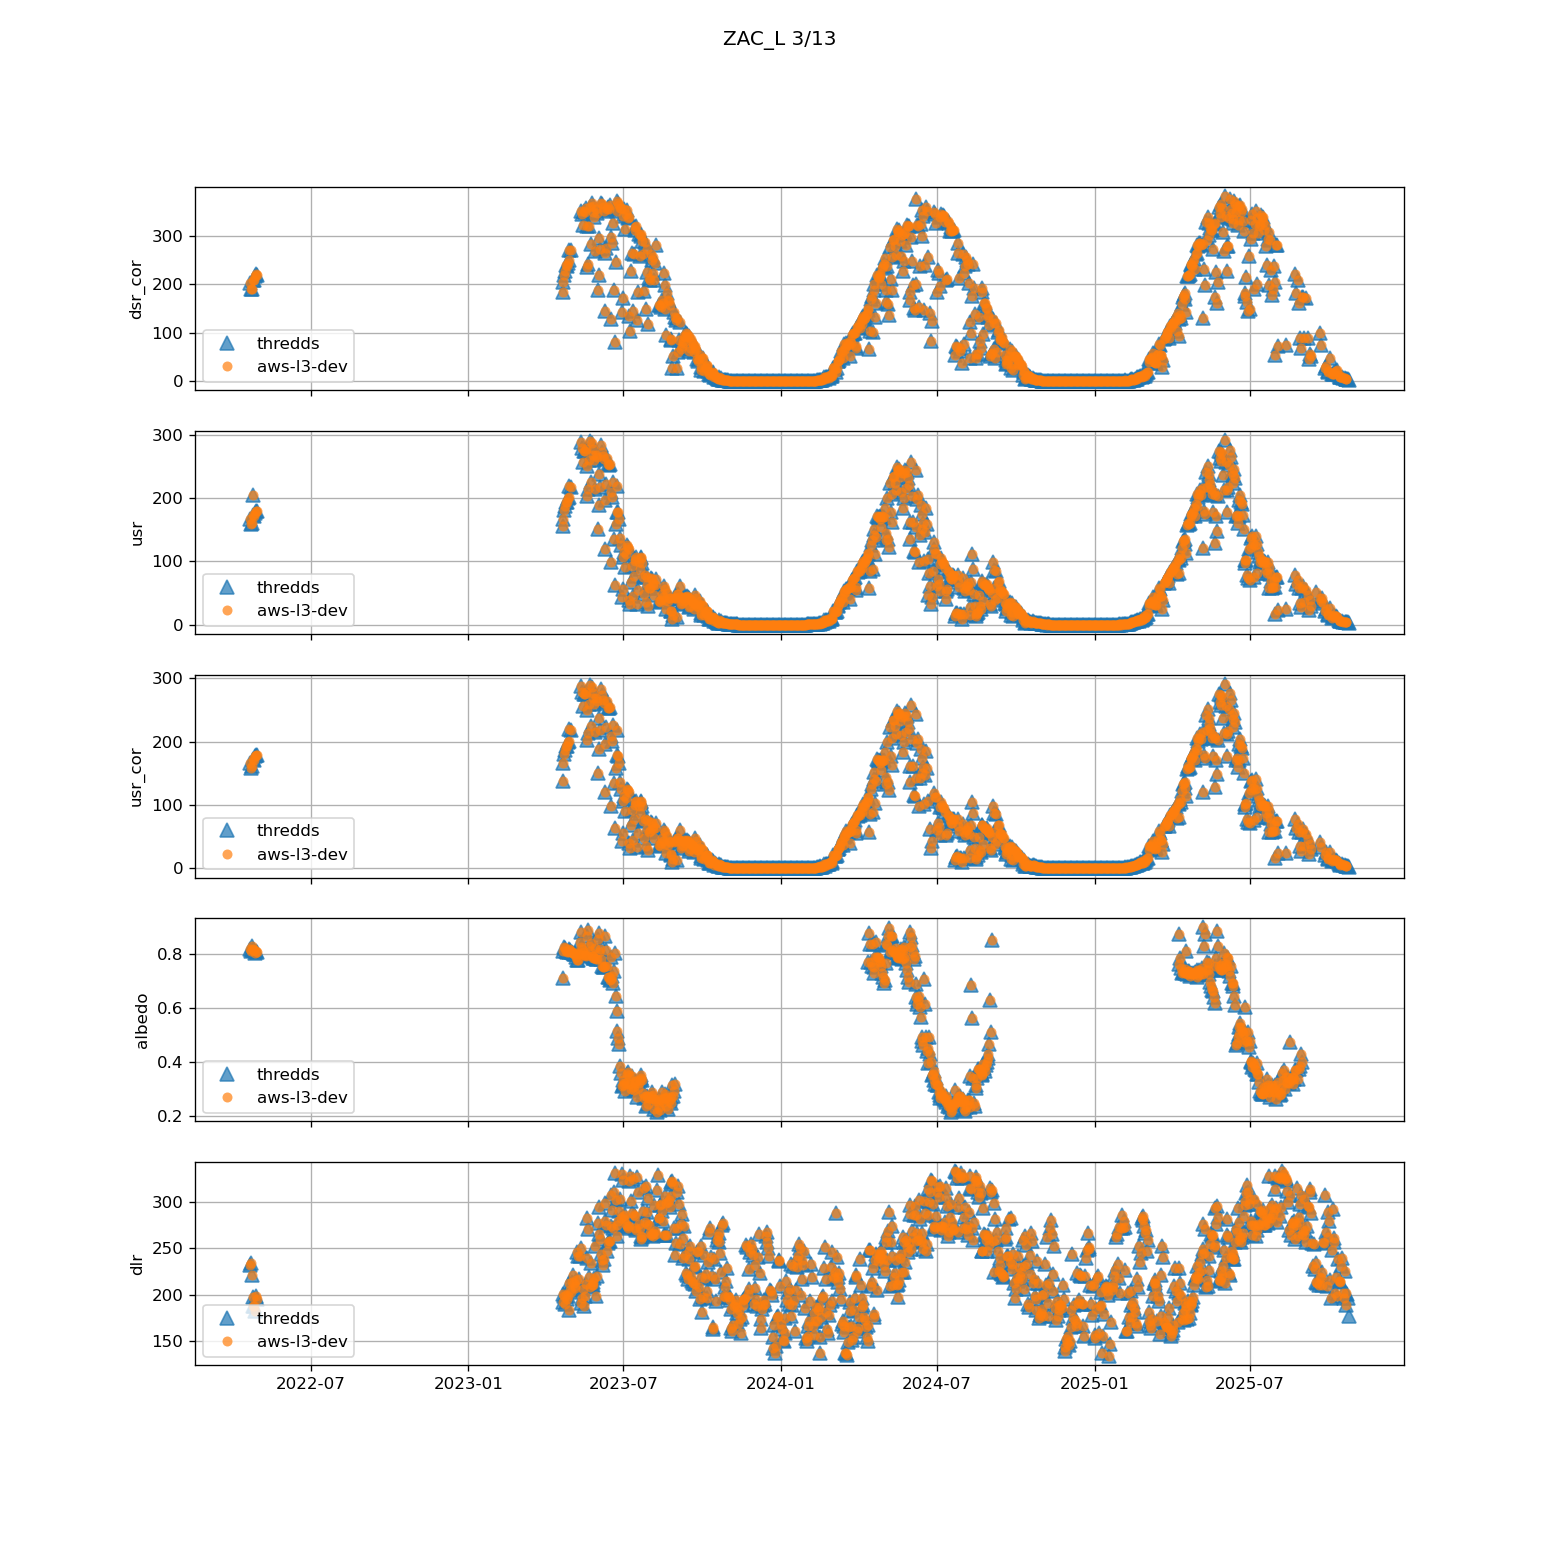 ZAC_L 3/13
dsr_cor
300
200
100
0
thredds
aws-l3-dev
usr
300
200
100
0
thredds
aws-l3-dev
usr_cor
300
200
100
0
thredds
aws-l3-dev
albedo
0.8
0.6
0.4
0.2
thredds
aws-l3-dev
dlr
300
250
200
150
thredds
aws-l3-dev
2022-07 2023-01 2023-07 2024-01 2024-07 2025-01 2025-07